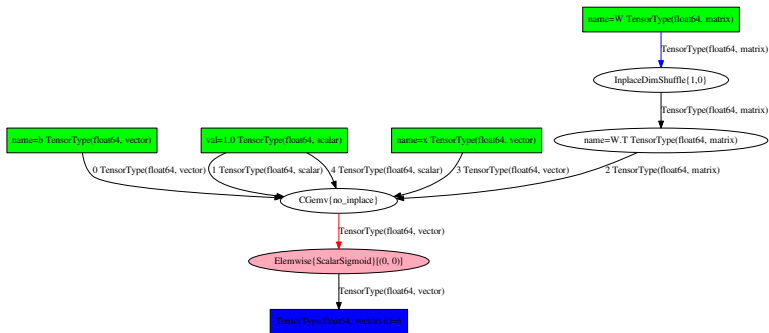 name=W TensorType(float64, matrix)
TensorType(float64, matrix)
InplaceDimShuffle{1,0}
TensorType(float64, matrix)
name=b TensorType(float64, vector)
val=1.0 TensorType(float64, scalar)
name=x TensorType(float64, vector)
name=W.T TensorType(float64, matrix)
0 TensorType(float64, vector)
1 TensorType(float64, scalar)
4 TensorType(float64, scalar)
3 TensorType(float64, vector)
2 TensorType(float64, matrix)
CGemv{no_inplace}
TensorType(float64, vector)
Elemwise{ScalarSigmoid}[(0, 0)]
TensorType(float64, vector)
TensorType(float64, vector)